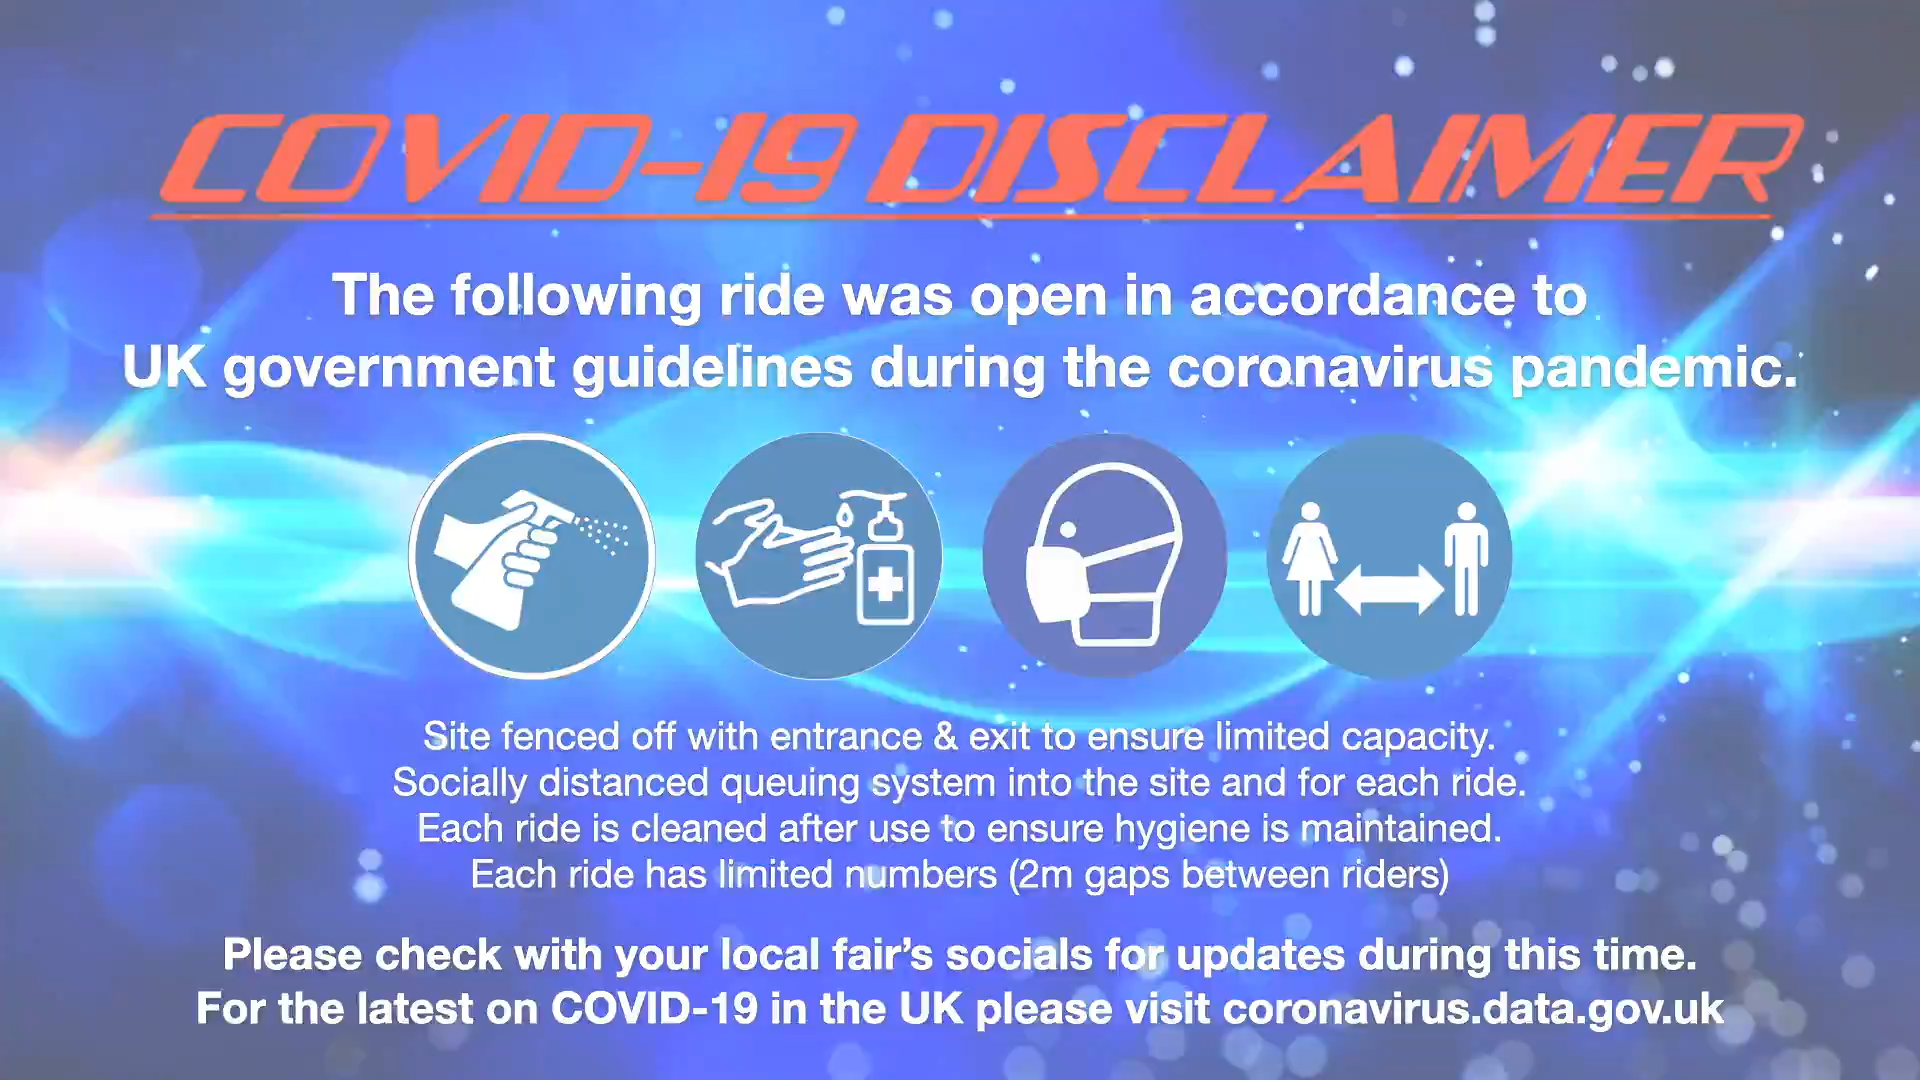 COVID-19 DISCLAIMER
The following ride was open in accordance to
UK government guidelines during the coronavirus pandemic.
Site fenced off with entrance & exit to ensure limited capacity.
Socially distanced queuing system into the site and for each ride.
Each ride is cleaned after use to ensure hygiene is maintained.
Each ride has limited numbers (2m gaps between riders)
Please check with your local fair’s socials for updates during this time.
For the latest on COVID-19 in the UK please visit coronavirus.data.gov.uk